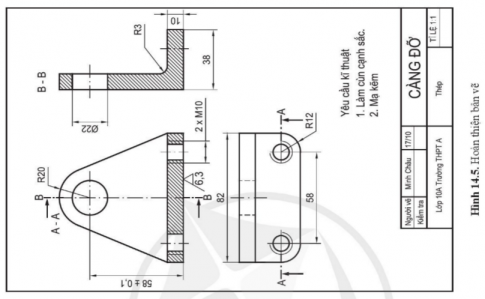 A - A
B - B
R20
B
B
58 ± 0,1
6,3
2 x M10
Ø22
R3
10
38
82
58
A
A
R12
Yêu cầu kĩ thuật
1. Làm cùn cạnh sắc.
2. Mạ kẽm
Người vẽ Minh Châu 17/10
Kiểm tra
CÀNG ĐỠ
Lớp 10A Trường THPT A
Thép
TỈ LỆ 1:1
Hình 14.5. Hoàn thiện bản vẽ